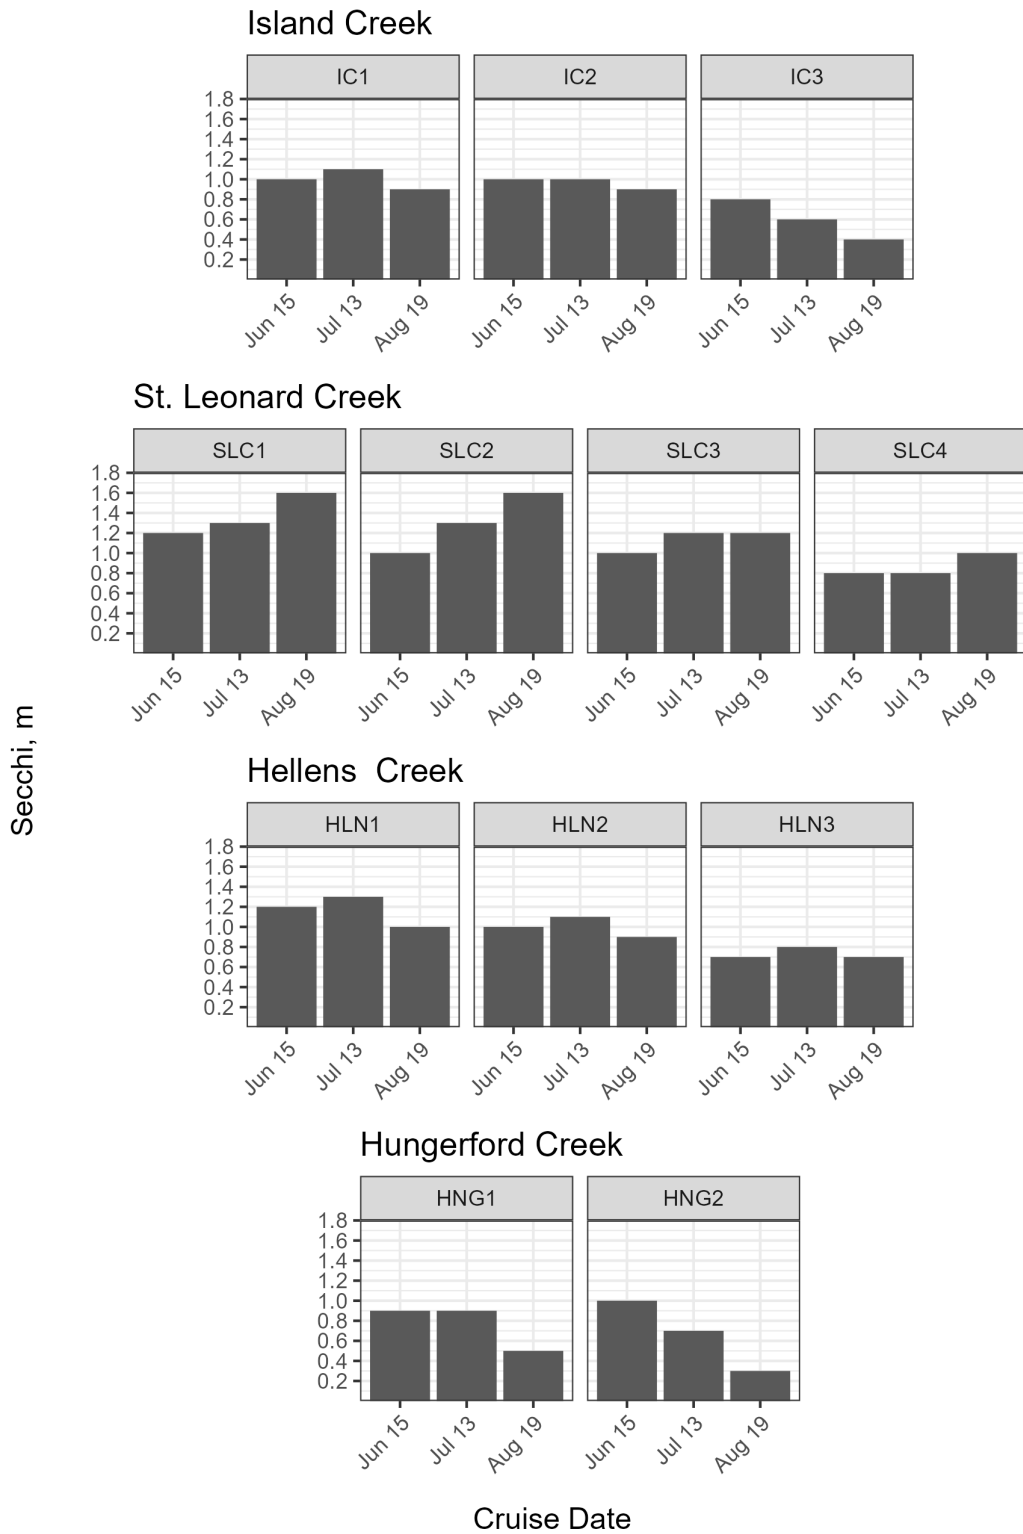 Island Creek
IC1 IC2 IC3
1.8
1.6
1.4
1.2
1.0
0.8
0.6
0.4
0.2
Jun 15 Jul 13 Aug 19 Jun 15 Jul 13 Aug 19 Jun 15 Jul 13 Aug 19
St. Leonard Creek
SLC1 SLC2 SLC3 SLC4
1.8
1.6
1.4
1.2
1.0
0.8
0.6
0.4
0.2
Jun 15 Jul 13 Aug 19 Jun 15 Jul 13 Aug 19 Jun 15 Jul 13 Aug 19 Jun 15 Jul 13 Aug 19
Secchi, m
Hellens  Creek
HLN1 HLN2 HLN3
1.8
1.6
1.4
1.2
1.0
0.8
0.6
0.4
0.2
Jun 15 Jul 13 Aug 19 Jun 15 Jul 13 Aug 19 Jun 15 Jul 13 Aug 19
Hungerford Creek
HNG1 HNG2
1.8
1.6
1.4
1.2
1.0
0.8
0.6
0.4
0.2
Jun 15 Jul 13 Aug 19 Jun 15 Jul 13 Aug 19
Cruise Date